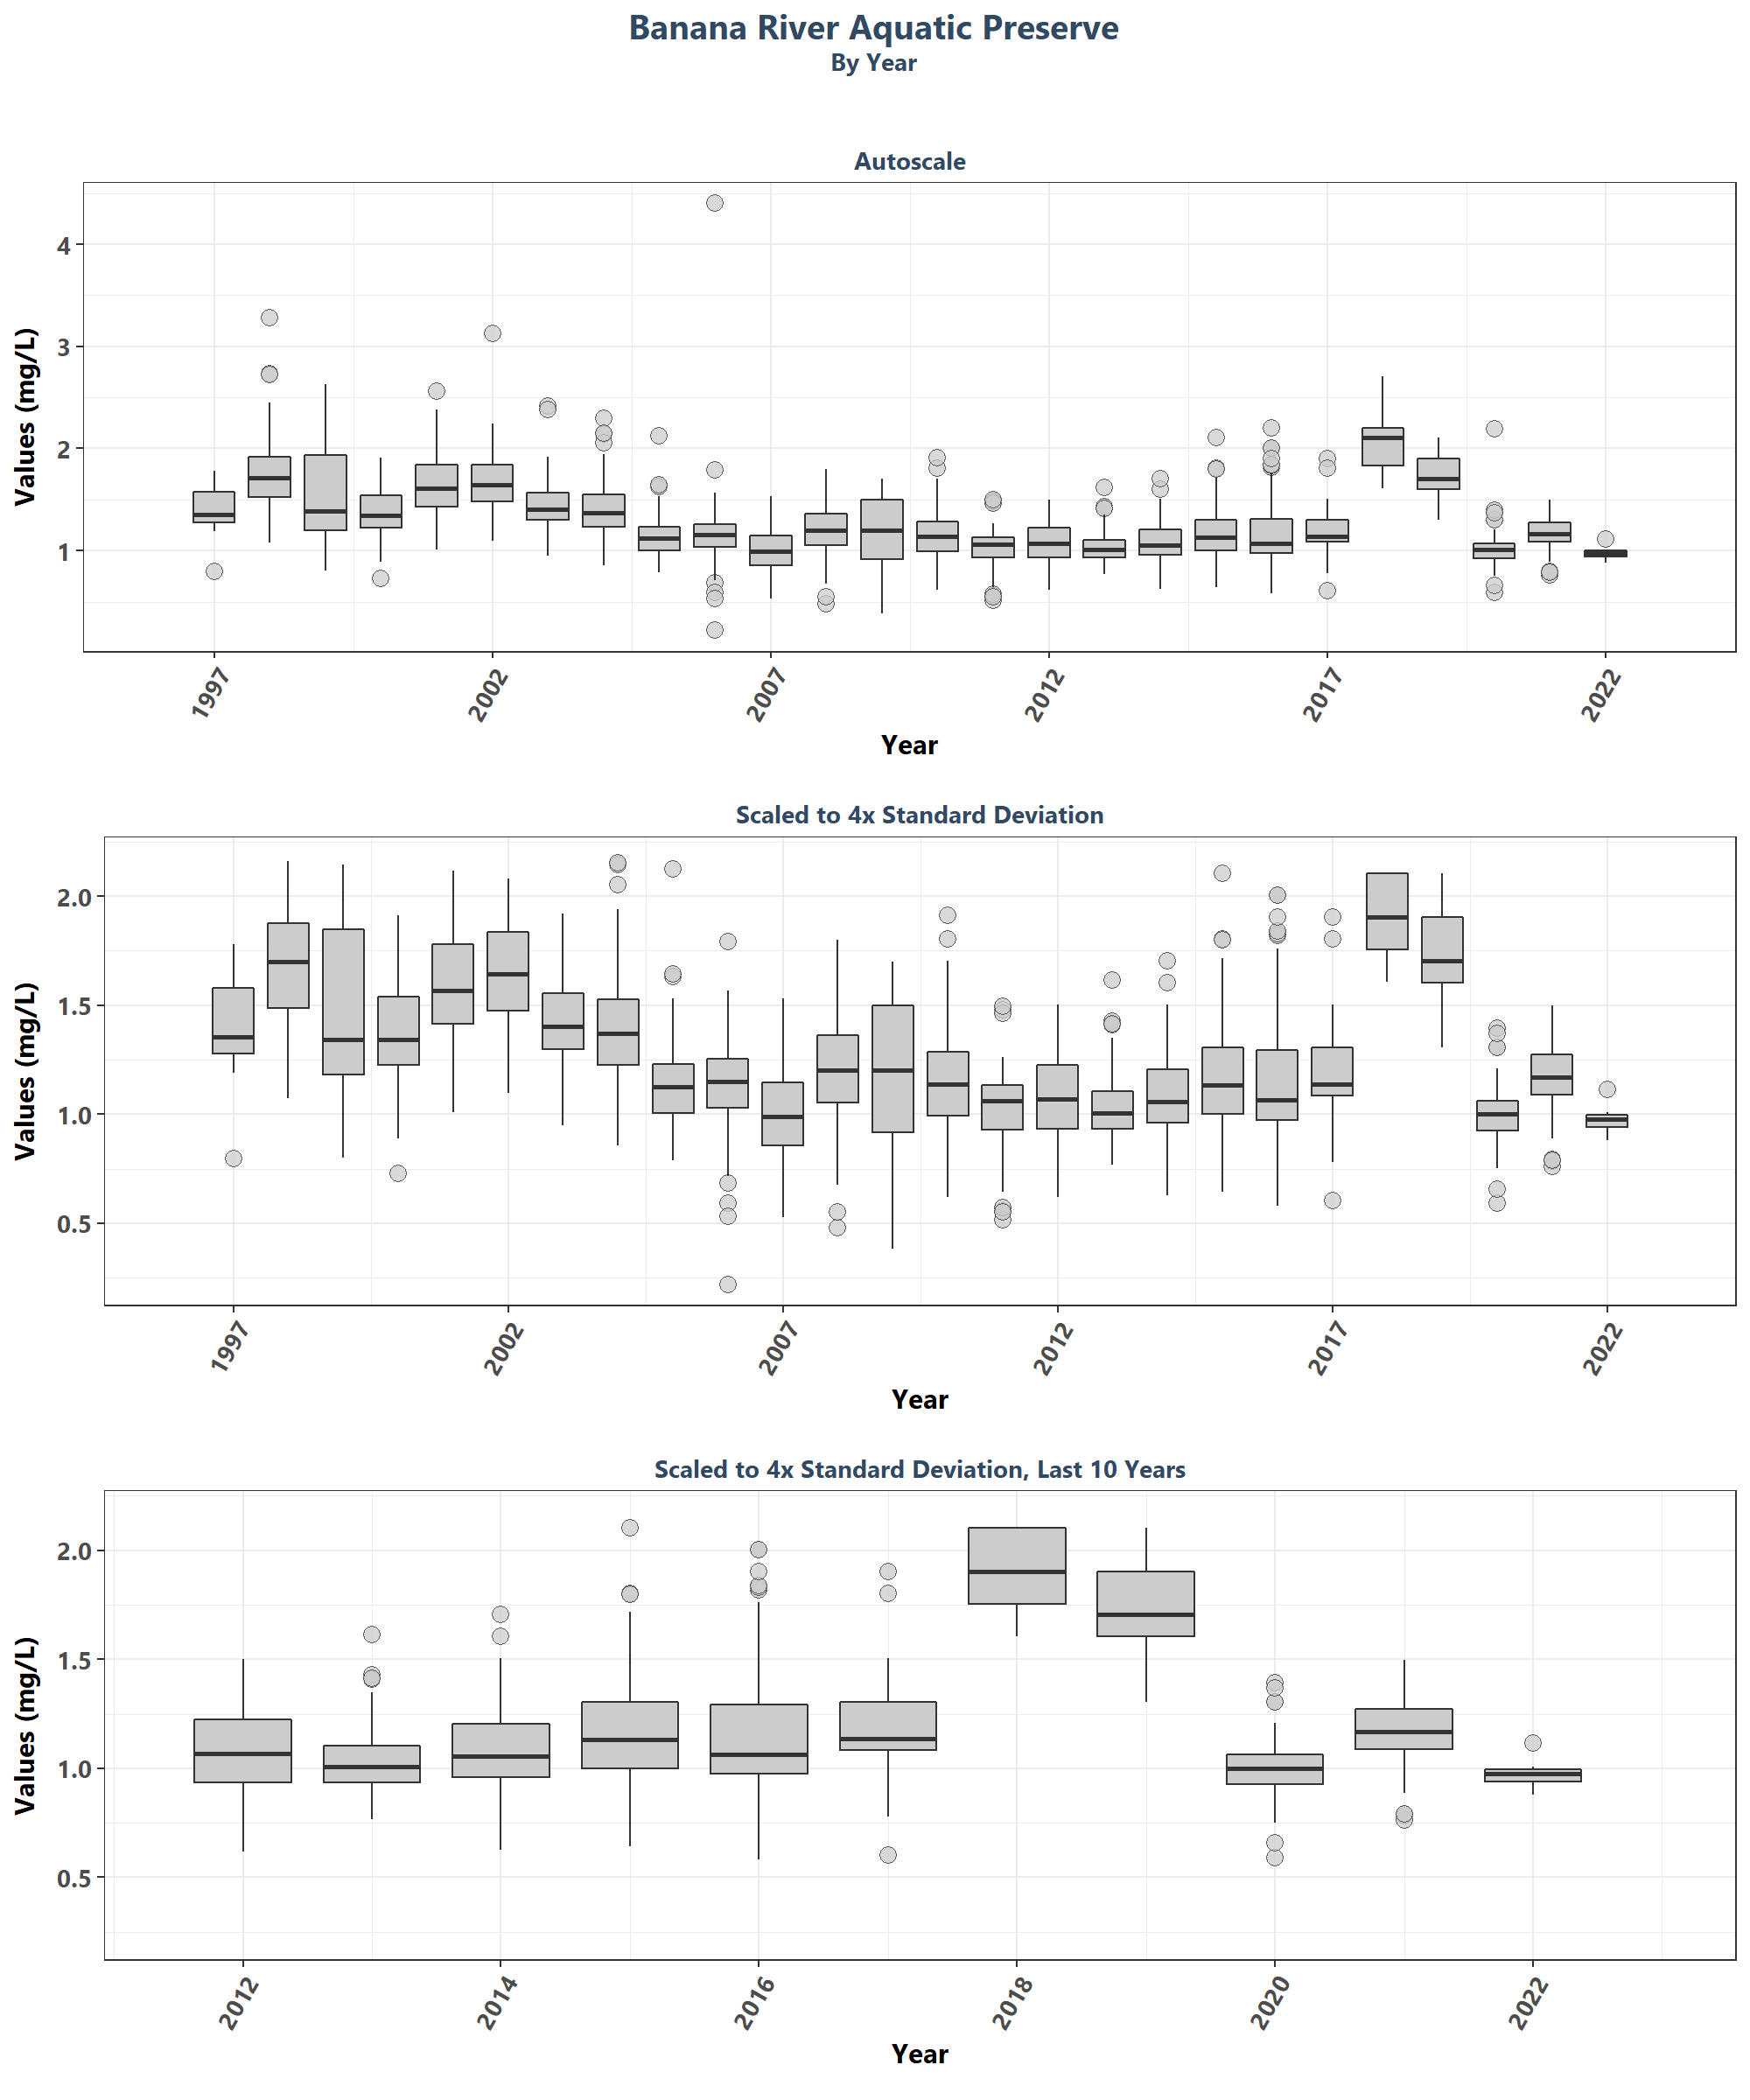 Banana River Aquatic Preserve
By Year
Autoscale
Values (mg/L)
4
3
2
1
1997 2002 2007 2012 2017 2022
Year
Scaled to 4x Standard Deviation
Values (mg/L)
2.0
1.5
1.0
0.5
1997 2002 2007 2012 2017 2022
Year
Scaled to 4x Standard Deviation, Last 10 Years
Values (mg/L)
2.0
1.5
1.0
0.5
2012 2014 2016 2018 2020 2022
Year